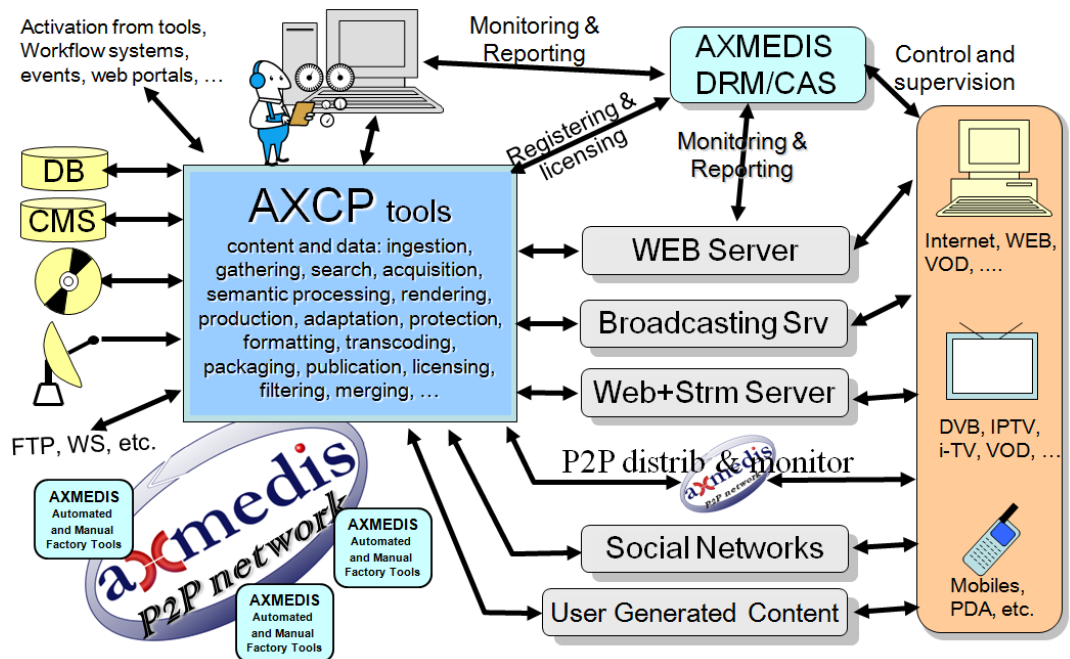 Activation from tools,
Workflow systems,
events, web portals, …
Monitoring &
Reporting
AXMEDIS
DRM/CAS
Control and
supervision
Registering &
licensing
Monitoring &
Reporting
DB
CMS
FTP, WS, etc.
AXCP tools
content and data: ingestion,
gathering, search, acquisition,
semantic processing, rendering,
production, adaptation, protection,
formatting, transcoding,
packaging, publication, licensing,
filtering, merging, …
WEB Server
Broadcasting Srv
Web+Strm Server
P2P distrib & monitor
axmedis
P2P network
Social Networks
User Generated Content
Internet, WEB,
VOD, ....
DVB, IPTV,
i-TV, VOD, …
Mobiles,
PDA, etc.
axmedis
P2P network
AXMEDIS
Automated
and Manual
Factory Tools
AXMEDIS
Automated
and Manual
Factory Tools
AXMEDIS
Automated
and Manual
Factory Tools